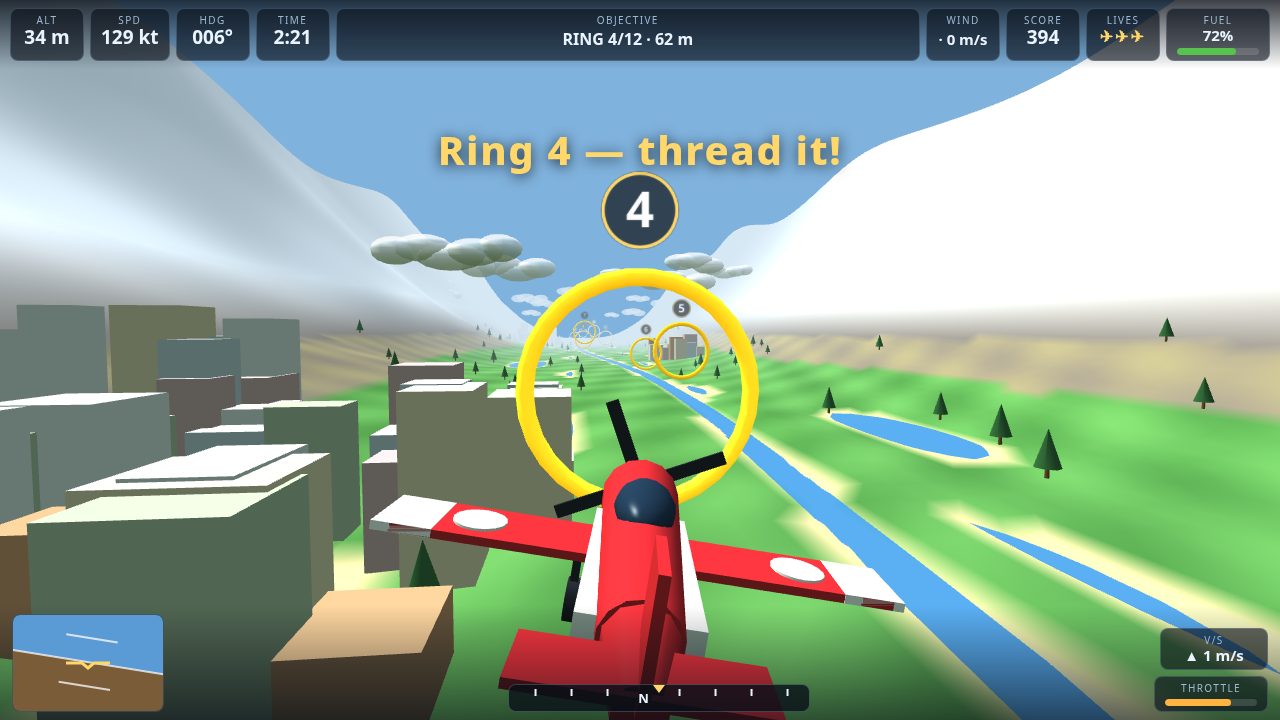 ALT
34 m
SPD
129 kt
HDG
006°
TIME
2:21
OBJECTIVE
RING 4/12 · 62 m
WIND
· 0 m/s
SCORE
394
LIVES
FUEL
72%
Ring 4 — thread it!
4
5
6
7
V/S
▲ 1 m/s
THROTTLE
N